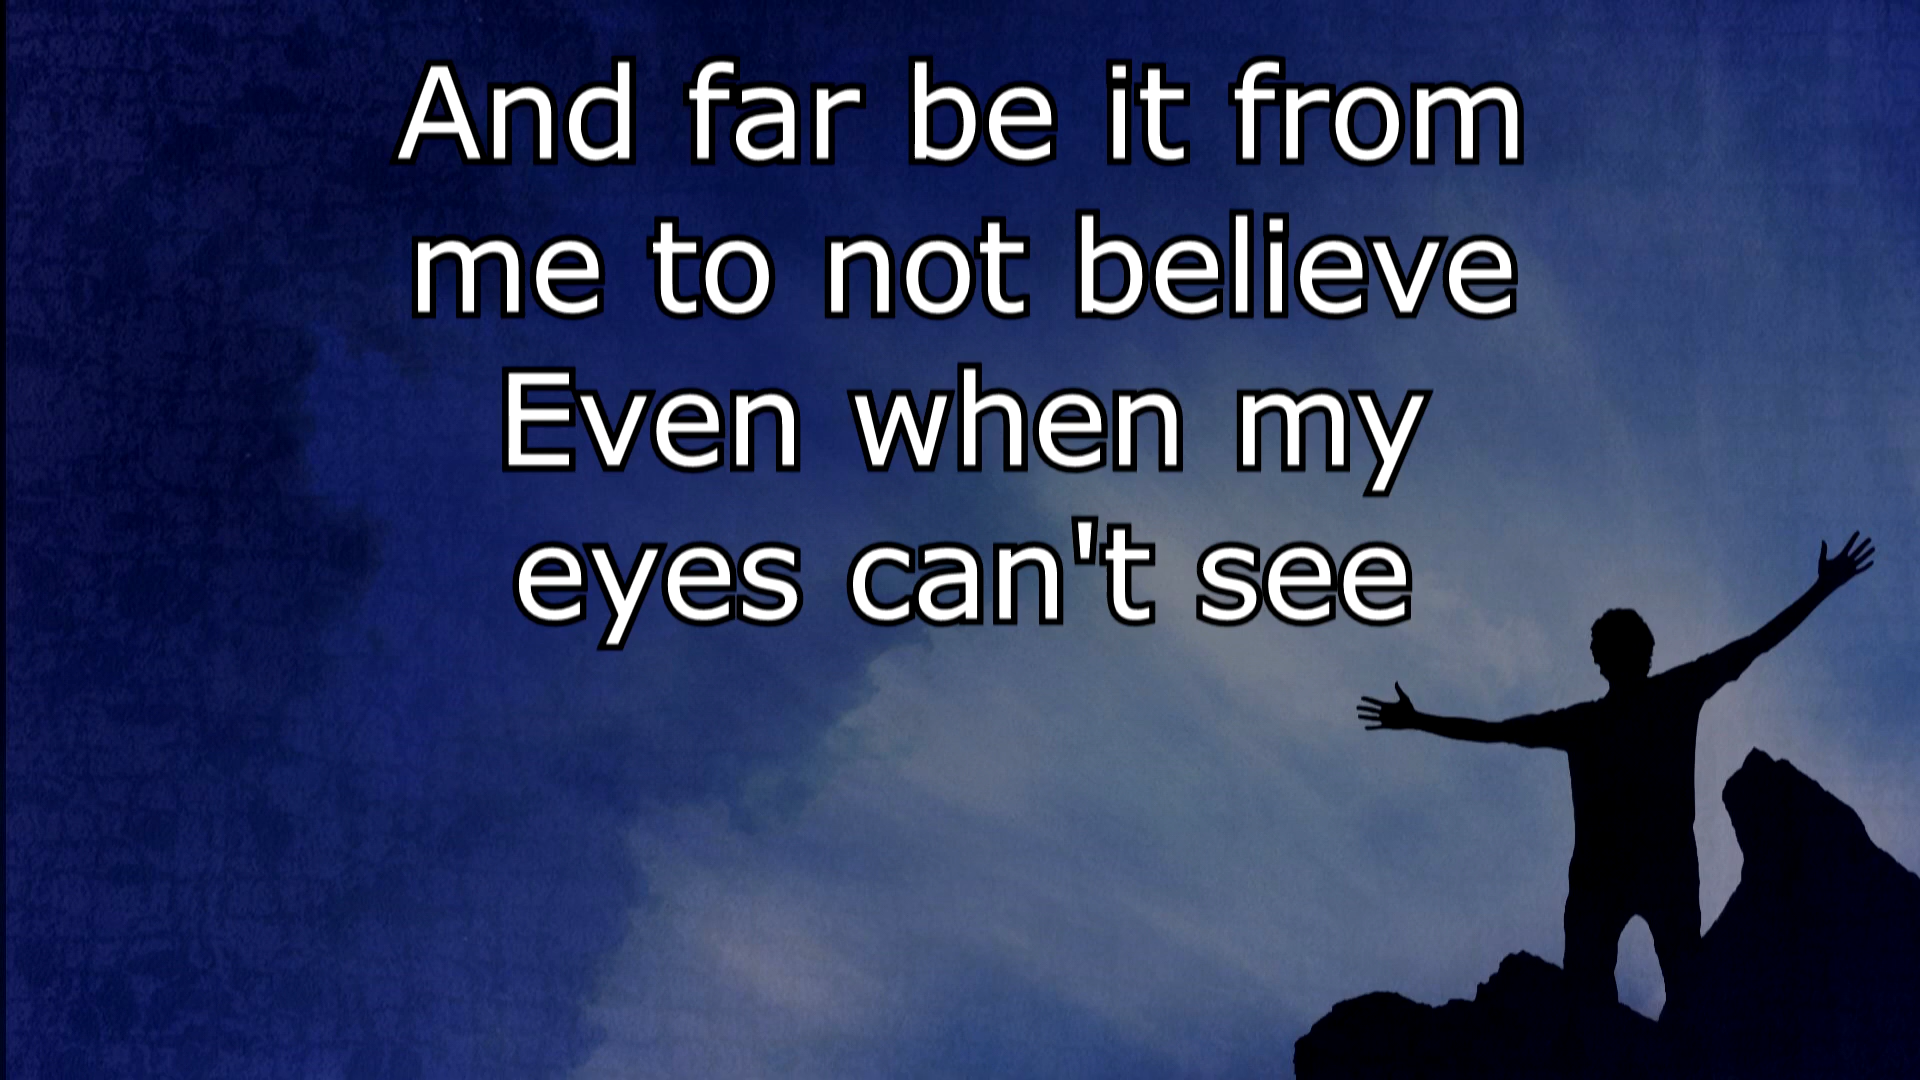 And far be it from
me to not believe
Even when my
eyes can't see